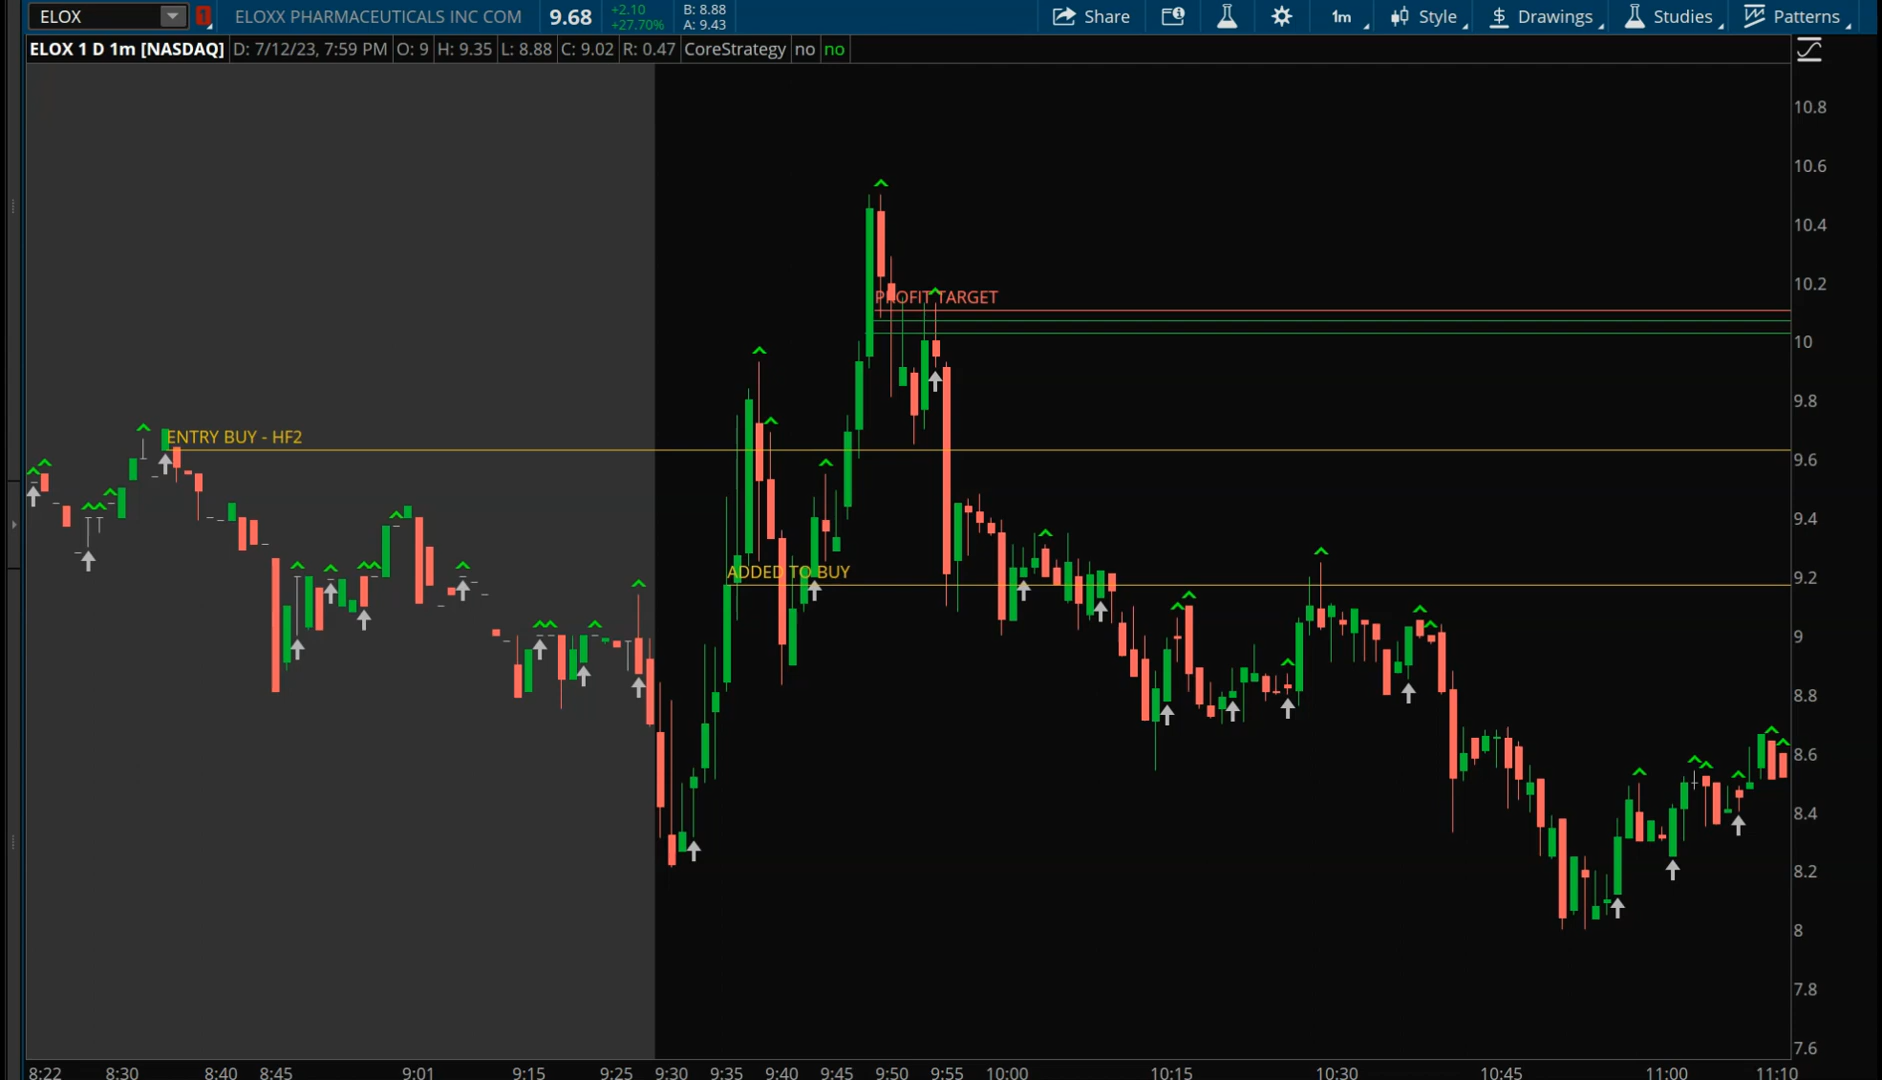 ELOX 1 ELOXX PHARMACEUTICALS INC COM 9.68 +2.10 B: 8.88
+27.70% A: 9.43
Share 1m Style $ Drawings Studies Patterns
ELOX 1 D 1m [NASDAQ] D: 7/12/23, 7:59 PM O: 9 H: 9.35 L: 8.88 C: 9.02 R: 0.47 CoreStrategy no no
10.8
10.6
10.4
10.2
PROFIT TARGET
10
9.8
ENTRY BUY - HF2
9.6
9.4
ADDED TO BUY
9.2
9
8.8
8.6
8.4
8.2
8
7.8
7.6
8:22 8:30 8:40 8:45 9:01 9:15 9:25 9:30 9:35 9:40 9:45 9:50 9:55 10:00 10:15 10:30 10:45 11:00 11:10